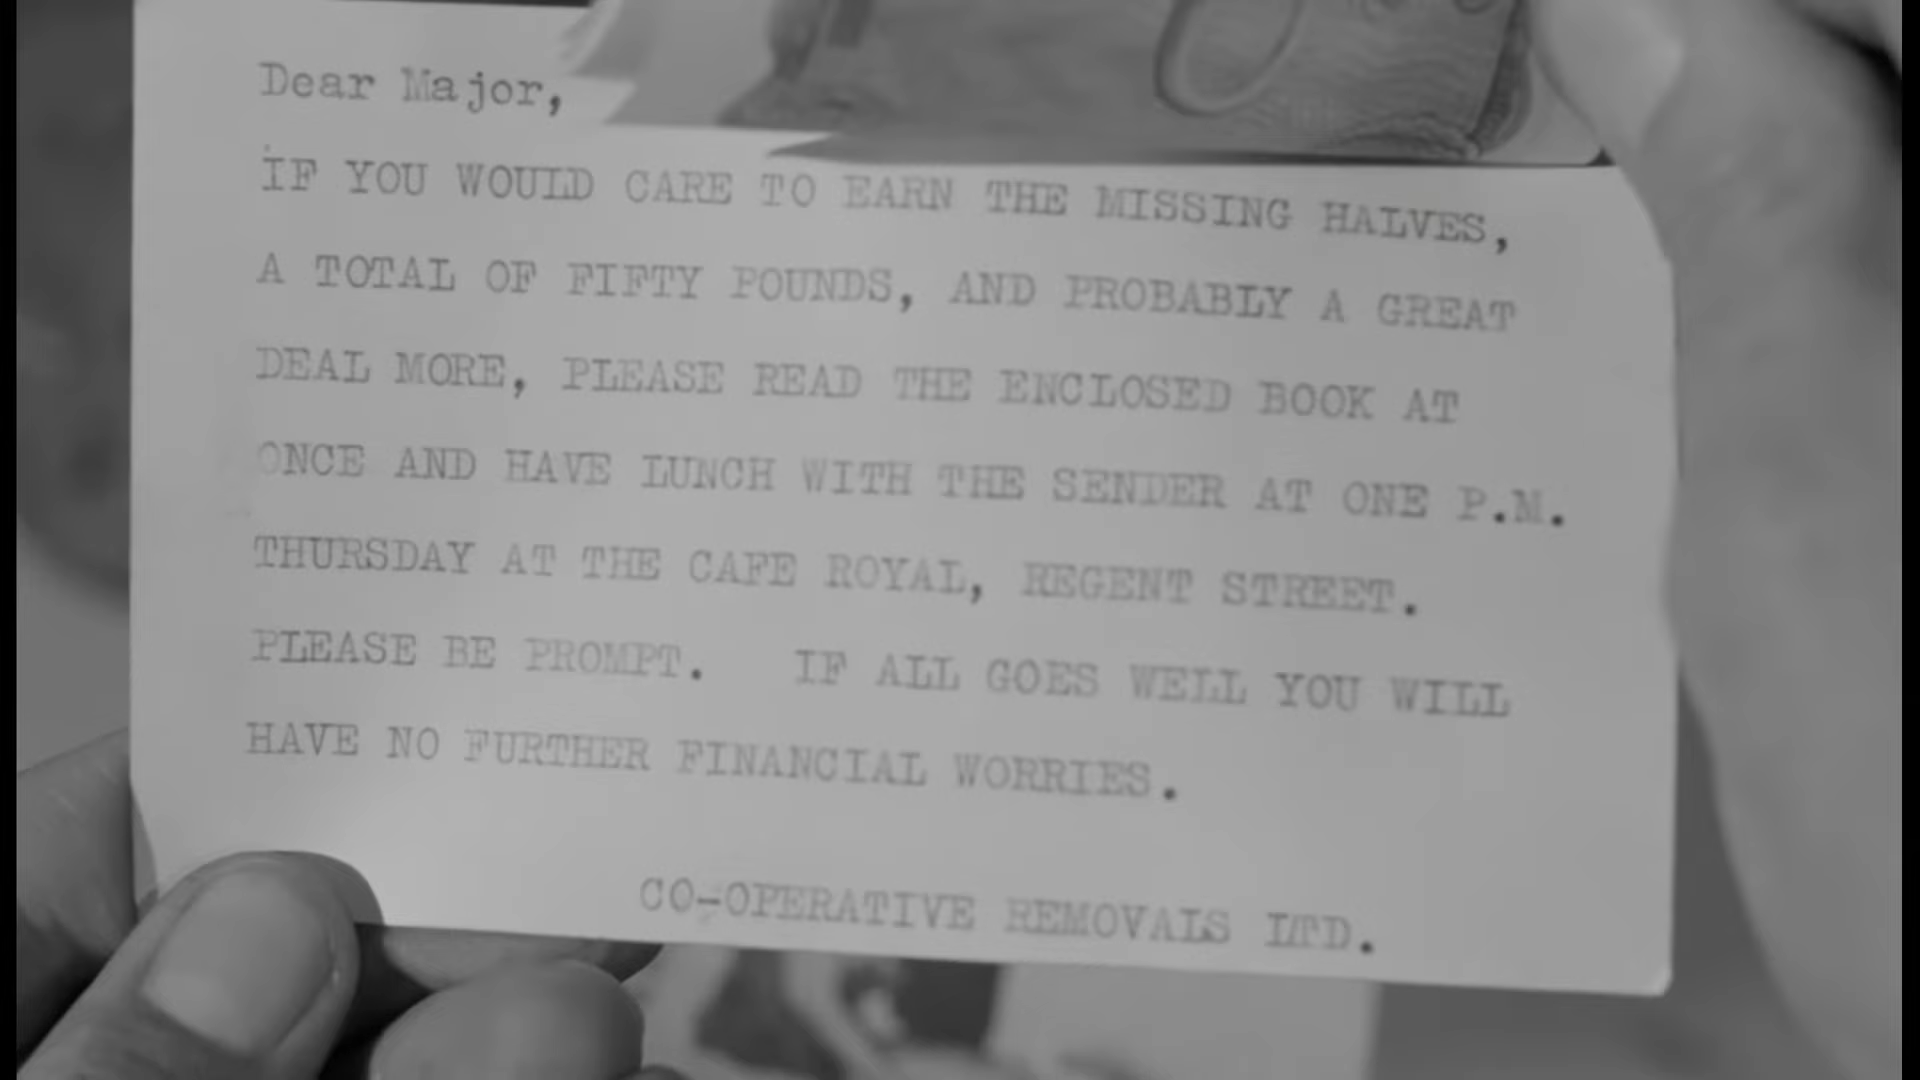 Dear Major,
IF YOU WOULD CARE TO EARN THE MISSING HALVES,
A TOTAL OF FIFTY POUNDS, AND PROBABLY A GREAT
DEAL MORE, PLEASE READ THE ENCLOSED BOOK AT
ONCE AND HAVE LUNCH WITH THE SENDER AT ONE P.M.
THURSDAY AT THE CAFE ROYAL, REGENT STREET.
PLEASE BE PROMPT. IF ALL GOES WELL YOU WILL
HAVE NO FURTHER FINANCIAL WORRIES.
CO-OPERATIVE REMOVALS LTD.